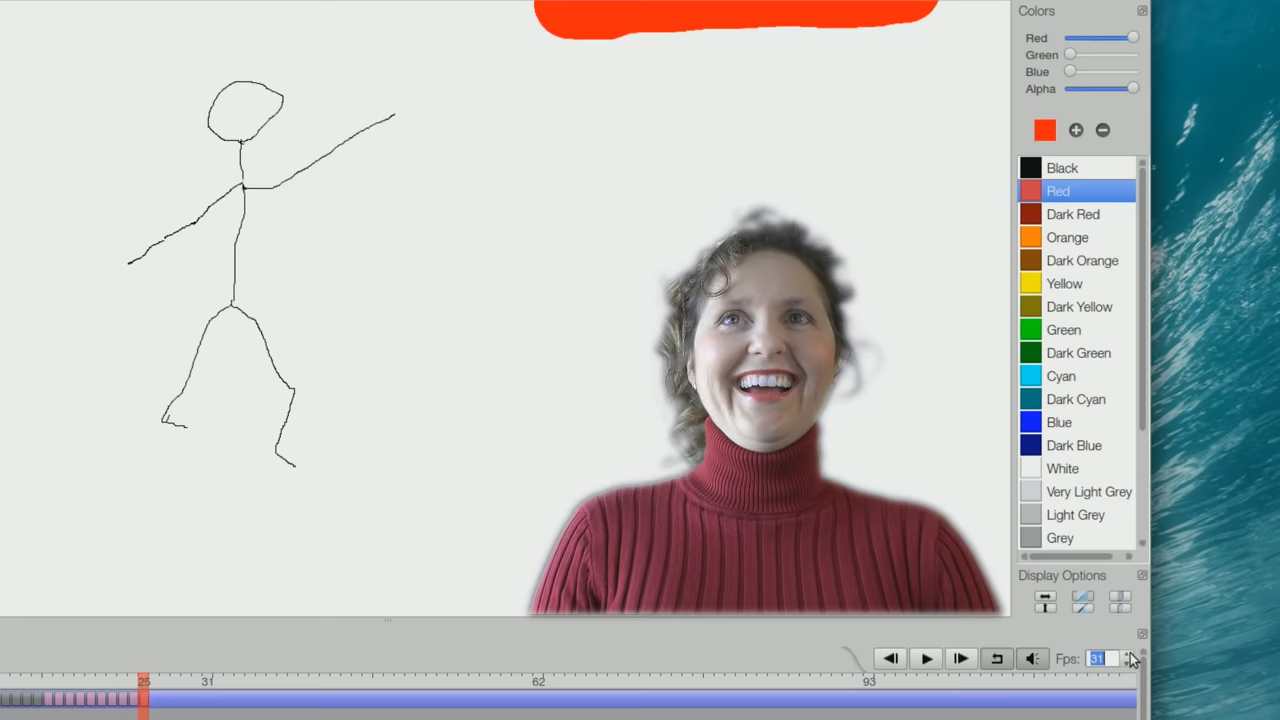 Colors
Red
Green
Blue
Alpha
Black
Red
Dark Red
Orange
Dark Orange
Yellow
Dark Yellow
Green
Dark Green
Cyan
Dark Cyan
Blue
Dark Blue
White
Very Light Grey
Light Grey
Grey
Display Options
Fps: 31
25 31 62 93